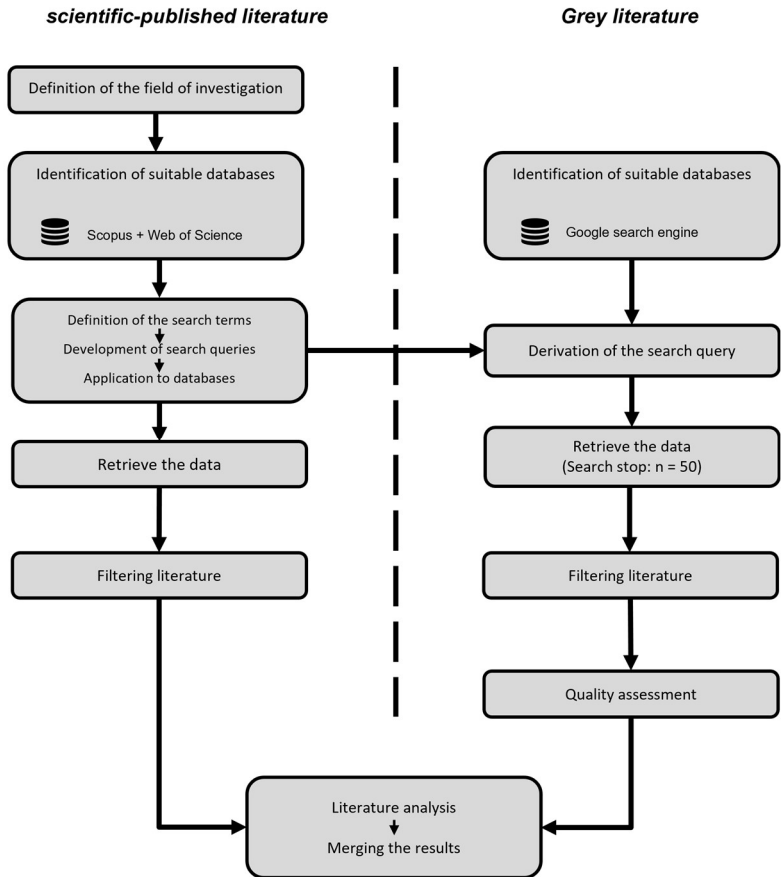 scientific-published literature
Definition of the field of investigation
Identification of suitable databases
Scopus + Web of Science
Definition of the search terms
Development of search queries
Application to databases
Retrieve the data
Filtering literature
Grey literature
Identification of suitable databases
Google search engine
Derivation of the search query
Retrieve the data
(Search stop: n = 50)
Filtering literature
Quality assessment
Literature analysis
Merging the results